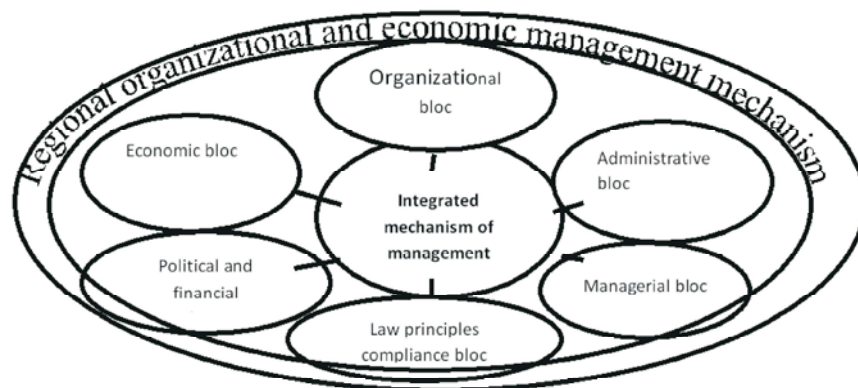 Regional organizational and economic management mechanism
Organizational
bloc
Economic bloc
Administrative
bloc
Integrated
mechanism of
management
Political and
financial
Managerial bloc
Law principles
compliance bloc